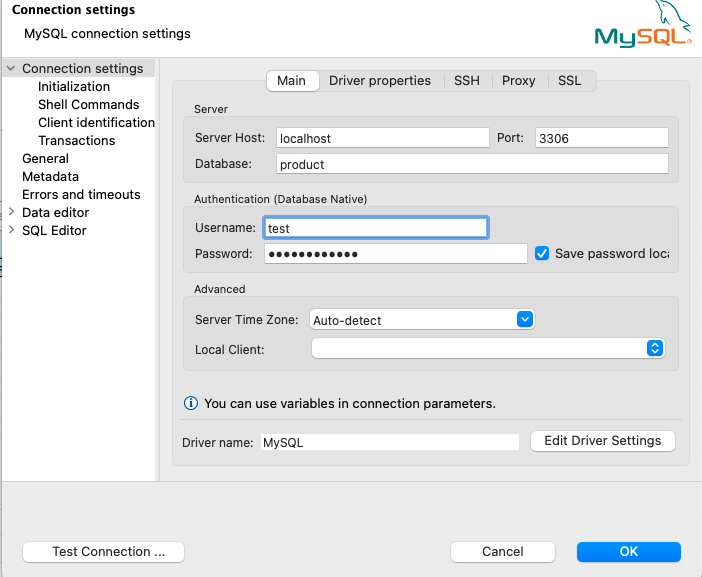 Connection settings
MySQL connection settings
MySQL
Connection settings
Initialization
Shell Commands
Client identification
Transactions
General
Metadata
Errors and timeouts
Data editor
SQL Editor
Main Driver properties SSH Proxy SSL
Server
Server Host: localhost Port: 3306
Database: product
Authentication (Database Native)
Username: test
Password: ••••••••••••
Save password loca
Advanced
Server Time Zone: Auto-detect
Local Client:
You can use variables in connection parameters.
Driver name: MySQL Edit Driver Settings
Test Connection ... Cancel OK